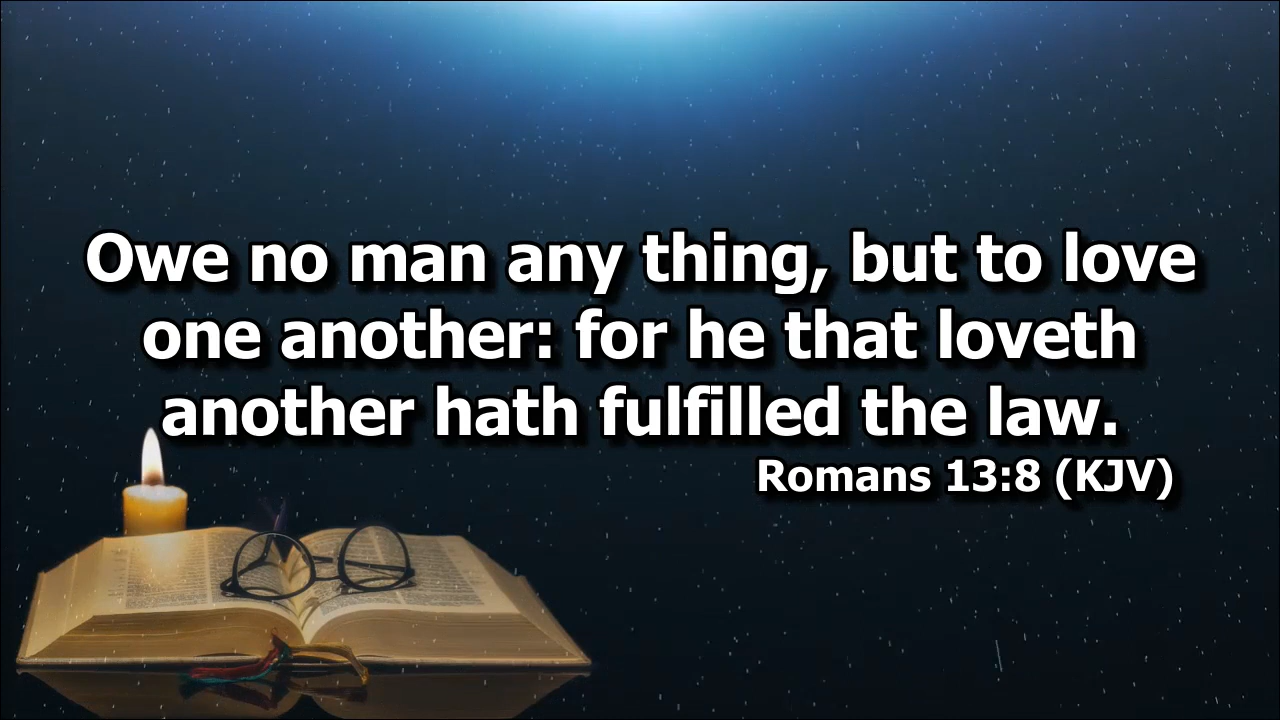 Owe no man any thing, but to love
one another: for he that loveth
another hath fulfilled the law.
Romans 13:8 (KJV)